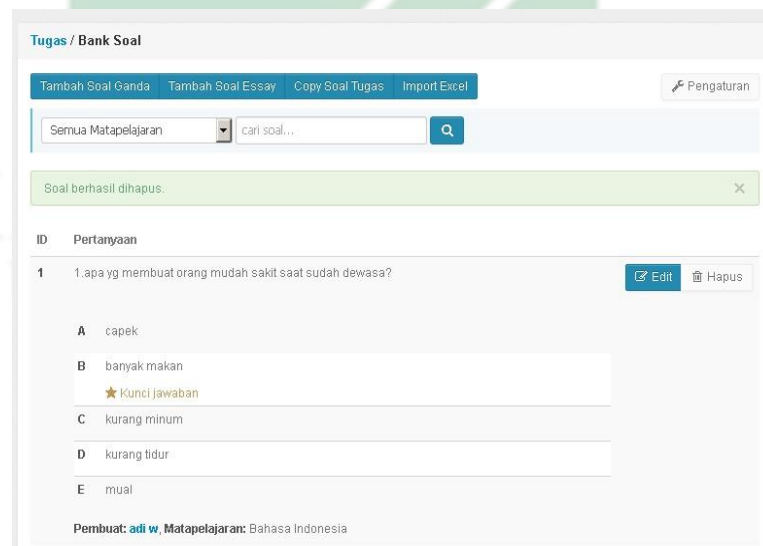 Tugas / Bank Soal
Tambah Soal Ganda Tambah Soal Essay Copy Soal Tugas Import Excel Pengaturan
Semua Matapelajaran cari soal...
Soal berhasil dihapus. ×
ID Pertanyaan
1 1.apa yg membuat orang mudah sakit saat sudah dewasa? Edit Hapus
A capek
B banyak makan
★ Kunci jawaban
C kurang minum
D kurang tidur
E mual
Pembuat: adi w, Matapelajaran: Bahasa Indonesia